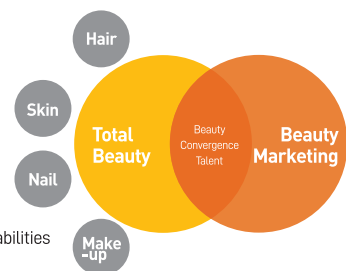 Hair
Skin
Nail
Make
-up
Total
Beauty
Beauty
Convergence
Talent
Beauty
Marketing
abilities